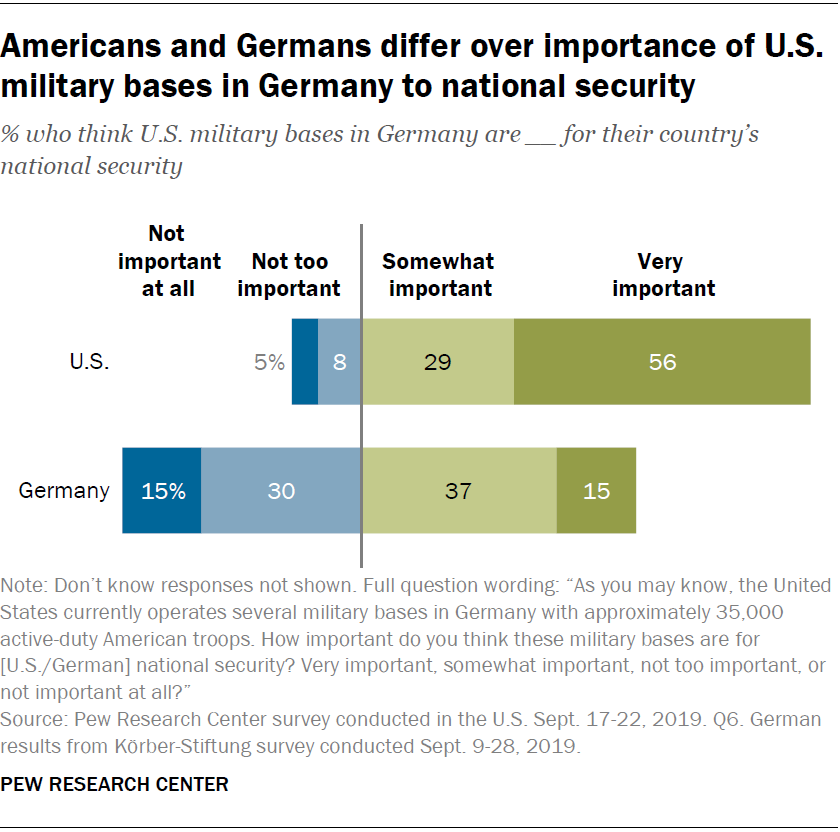 Americans and Germans differ over importance of U.S.
military bases in Germany to national security
% who think U.S. military bases in Germany are __ for their country’s
national security
Not
important
at all
Not too
important
Somewhat
important
Very
important
U.S.
5%
8
29
56
Germany
15%
30
37
15
Note: Don’t know responses not shown. Full question wording: “As you may know, the United
States currently operates several military bases in Germany with approximately 35,000
active-duty American troops. How important do you think these military bases are for
[U.S./German] national security? Very important, somewhat important, not too important, or
not important at all?”
Source: Pew Research Center survey conducted in the U.S. Sept. 17-22, 2019. Q6. German
results from Körber-Stiftung survey conducted Sept. 9-28, 2019.
PEW RESEARCH CENTER